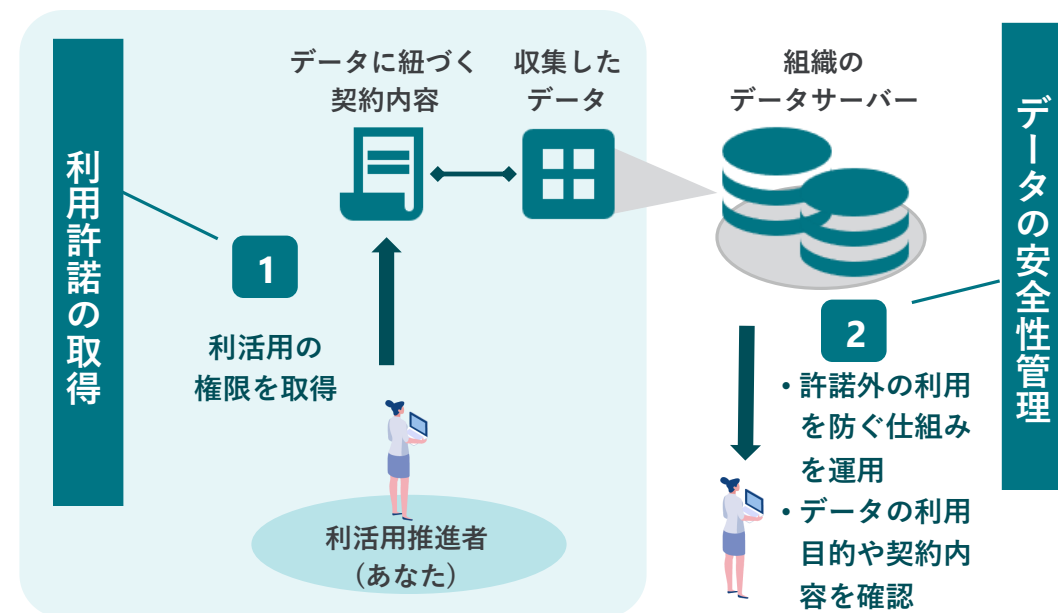 利用許諾の取得
データに紐づく
契約内容
収集した
データ
組織の
データサーバー
データの安全性管理
1
利活用の
権限を取得
利活用推進者
(あなた)
2
・許諾外の利用
を防ぐ仕組み
を運用
・データの利用
目的や契約内
容を確認